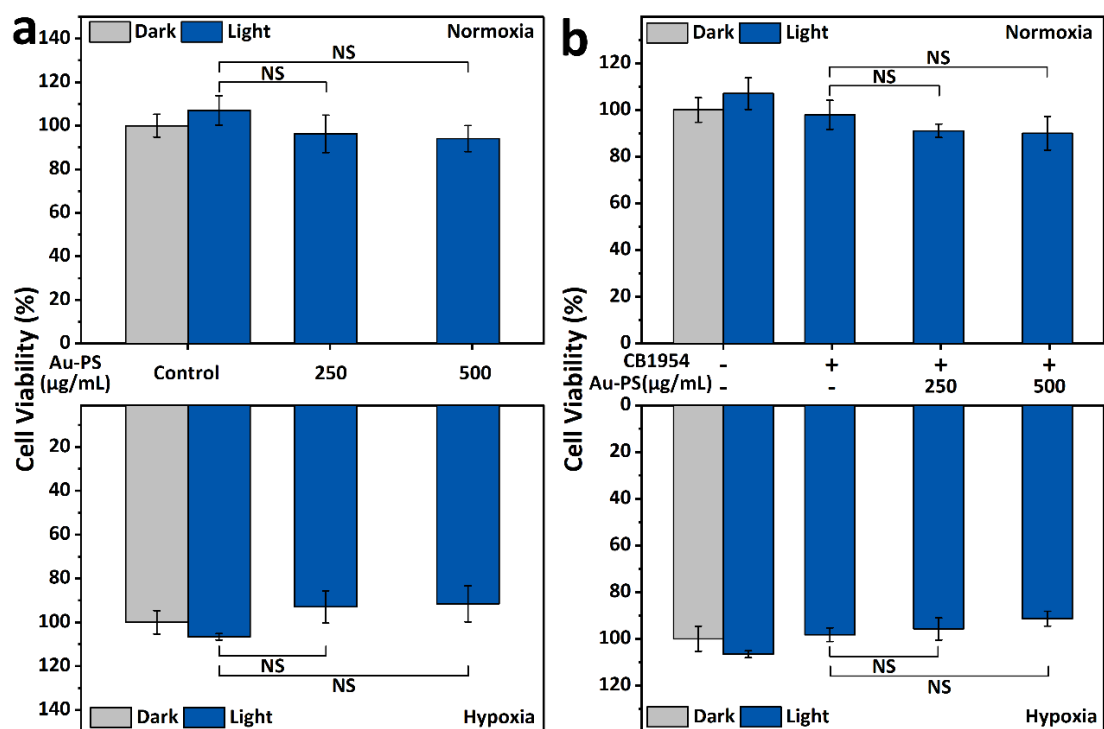 a
Dark Light Normoxia
NS
NS
140
120
100
80
60
40
20
0
Cell Viability (%)
Au-PS
(μg/mL)
Control 250 500
20
40
60
80
100
120
140
NS
NS
Dark Light Hypoxia
b
Dark Light Normoxia
NS
NS
120
100
80
60
40
20
0
Cell Viability (%)
CB1954 - + + +
Au-PS(μg/mL) - - 250 500
0
20
40
60
80
100
120
NS
NS
Dark Light Hypoxia